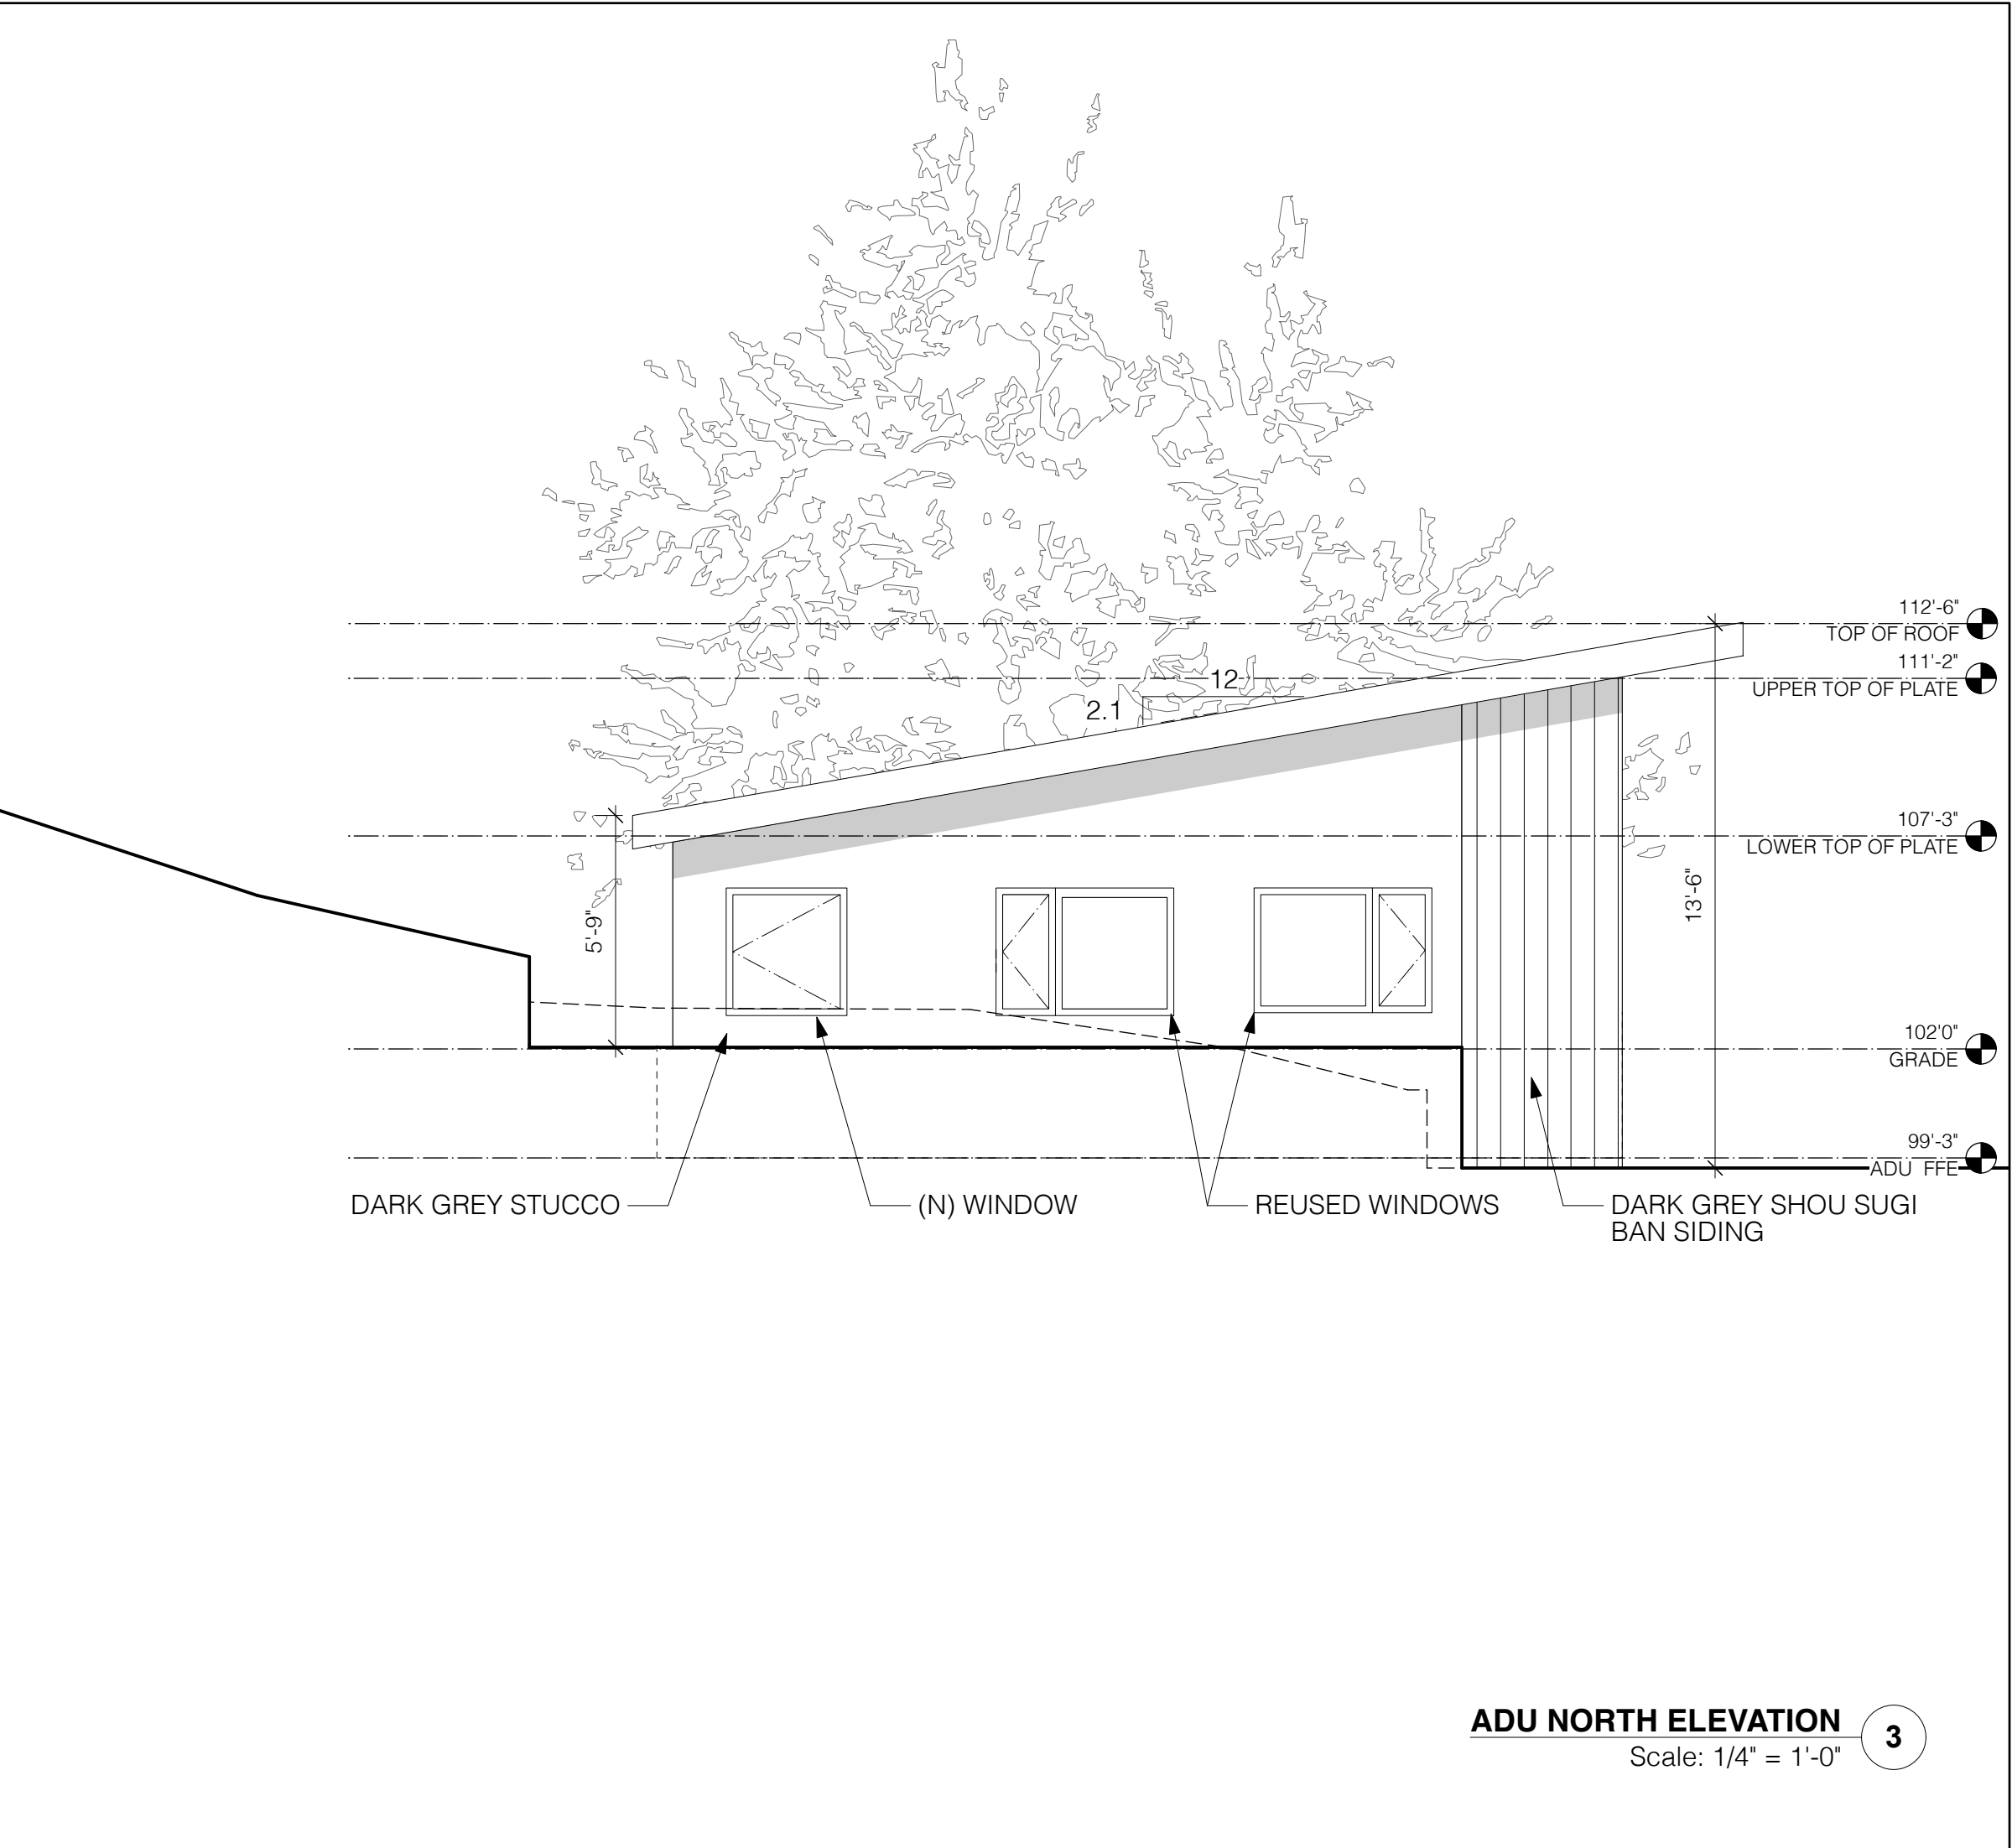 112'-6"
TOP OF ROOF
111'-2"
UPPER TOP OF PLATE
12
2.1
107'-3"
LOWER TOP OF PLATE
13'-6"
5'-9"
102'0"
GRADE
99'-3"
ADU FFE
DARK GREY STUCCO
(N) WINDOW
REUSED WINDOWS
DARK GREY SHOU SUGI
BAN SIDING
ADU NORTH ELEVATION
3
Scale: 1/4" = 1'-0"